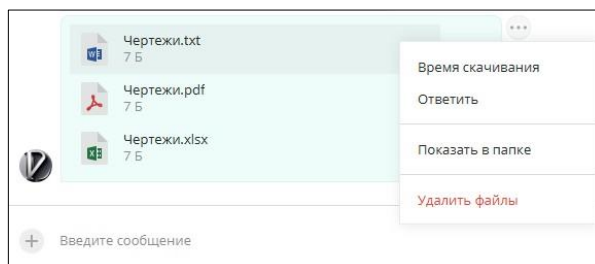 Чертежи.txt
7 Б
Чертежи.pdf
7 Б
Чертежи.xlsx
7 Б
Время скачивания
Ответить
Показать в папке
Удалить файлы
Введите сообщение